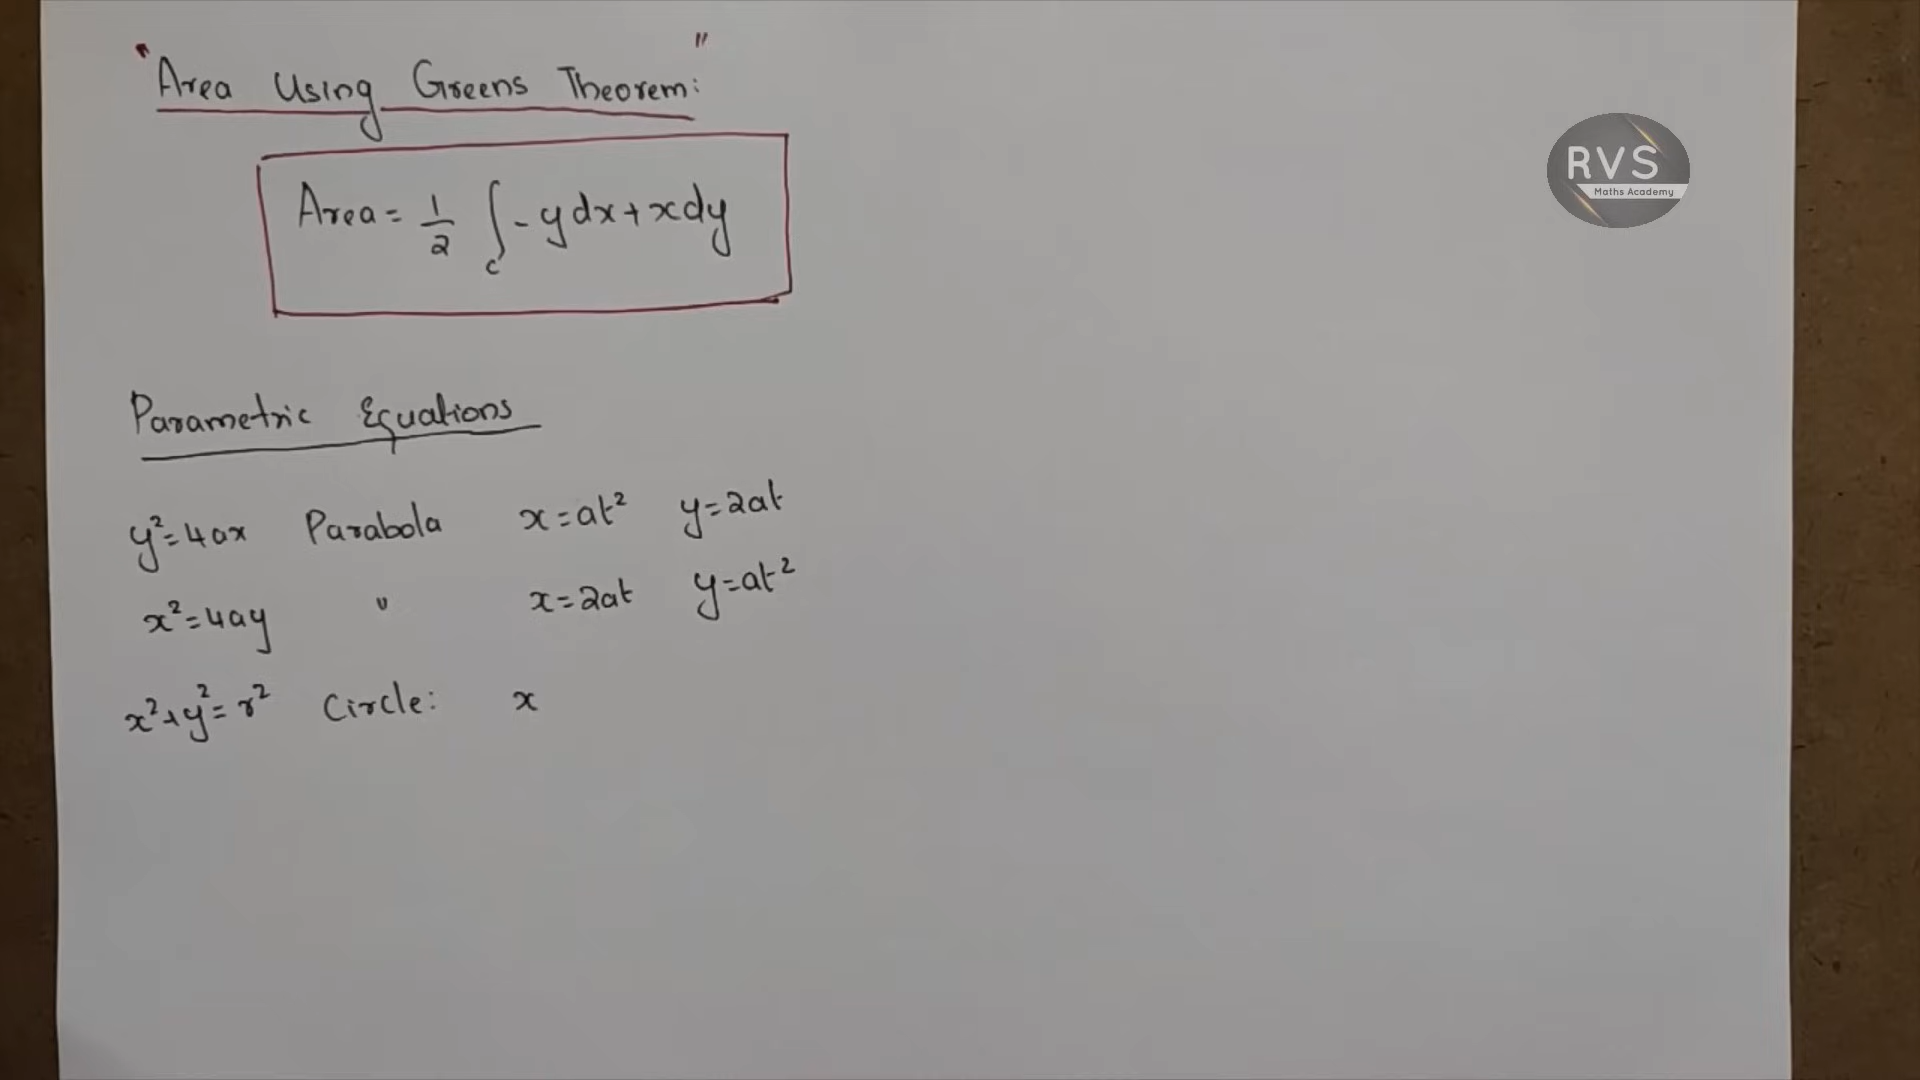 "Area Using Greens Theorem:"
Area = 1/2 ∫c -ydx+xdy
RVS
Maths Academy
Parametric Equations
y²=4ax Parabola x=at² y=2at
x²=4ay " x=2at y=at²
x²+y²=r² Circle: x